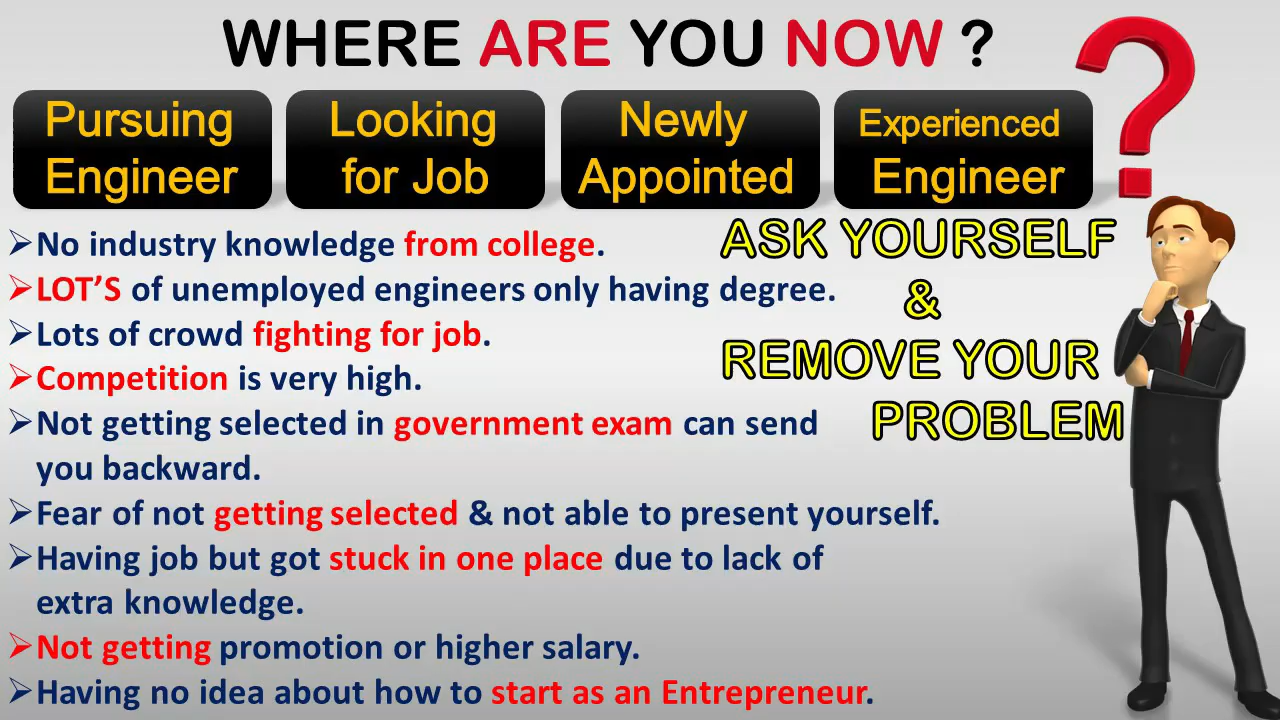 WHERE ARE YOU NOW ?
Pursuing
Engineer
Looking
for Job
Newly
Appointed
Experienced
Engineer
➢No industry knowledge from college.
➢LOT’S of unemployed engineers only having degree.
➢Lots of crowd fighting for job.
➢Competition is very high.
➢Not getting selected in government exam can send
you backward.
➢Fear of not getting selected & not able to present yourself.
➢Having job but got stuck in one place due to lack of
extra knowledge.
➢Not getting promotion or higher salary.
➢Having no idea about how to start as an Entrepreneur.
ASK YOURSELF
&
REMOVE YOUR
PROBLEM
?